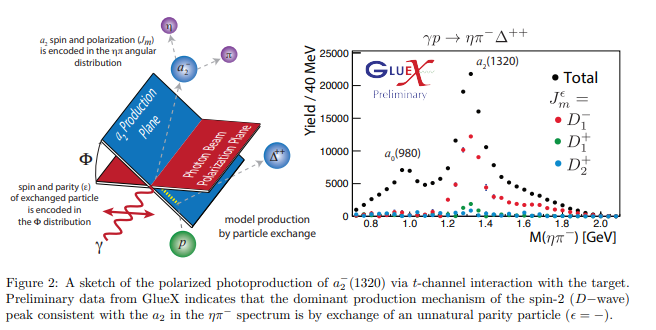 η
a₂ spin and polarization (Jₘ)
is encoded in the ηπ angular
distribution
π
a₂⁻
a₂ Production
Plane
Photon Beam
Polarization Plane
Φ
Δ⁺⁺
spin and parity (ε)
of exchanged particle
is encoded in
the Φ distribution
model production
by particle exchange
γ
p
γp → ηπ⁻Δ⁺⁺
Yield / 40 MeV
25000
20000
15000
10000
5000
0
GLUEX
Preliminary
a₂(1320)
a₀(980)
Total
Jᵋₘ =
D₁⁻
D₁⁺
D₂⁺
0.8 1.0 1.2 1.4 1.6 1.8 2.0
M(ηπ⁻) [GeV]
Figure 2: A sketch of the polarized photoproduction of a₂⁻(1320) via t-channel interaction with the target.
Preliminary data from GlueX indicates that the dominant production mechanism of the spin-2 (D−wave)
peak consistent with the a₂ in the ηπ⁻ spectrum is by exchange of an unnatural parity particle (ϵ = −).